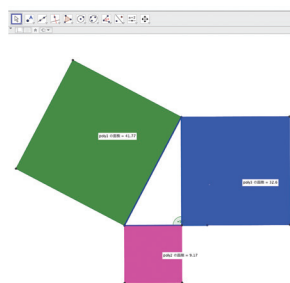 poly1 の面積 = 41.77
poly3 の面積 = 32.6
poly2 の面積 = 9.17